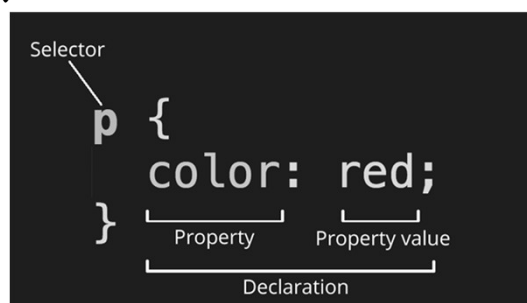 Selector
p {
color: red;
}
Property Property value
Declaration